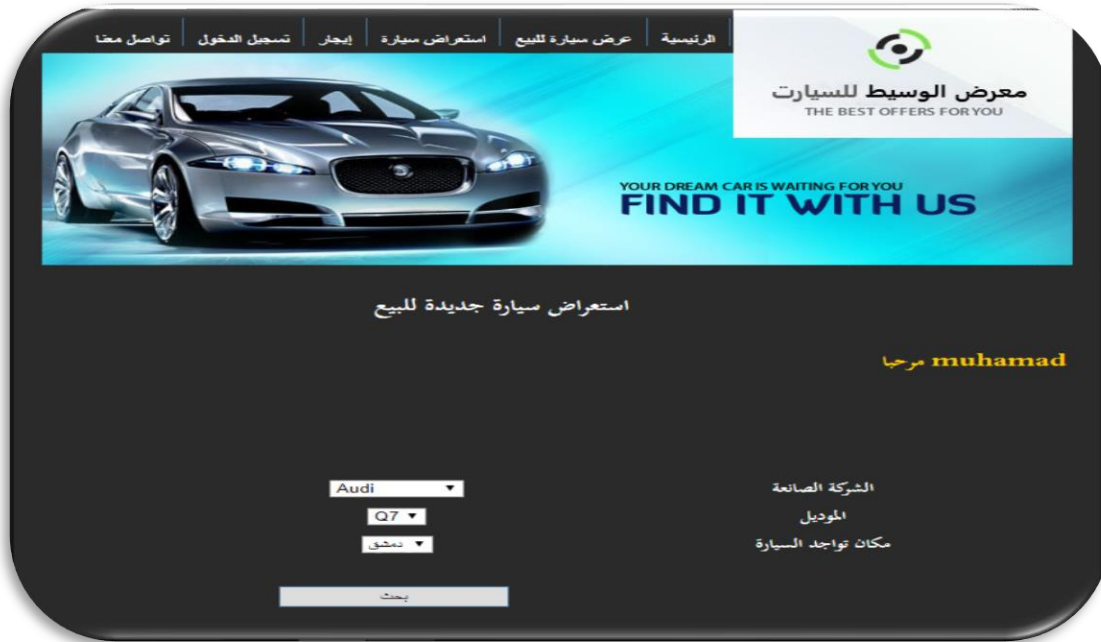 الرئيسية عرض سيارة للبيع استعراض سيارة إيجار تسجيل الدخول تواصل معنا
معرض الوسيط للسيارت
THE BEST OFFERS FOR YOU
YOUR DREAM CAR IS WAITING FOR YOU
FIND IT WITH US
استعراض سيارة جديدة للبيع
muhamad مرحبا
الشركة الصانعة Audi
الموديل Q7
مكان تواجد السيارة دمشق
بحث